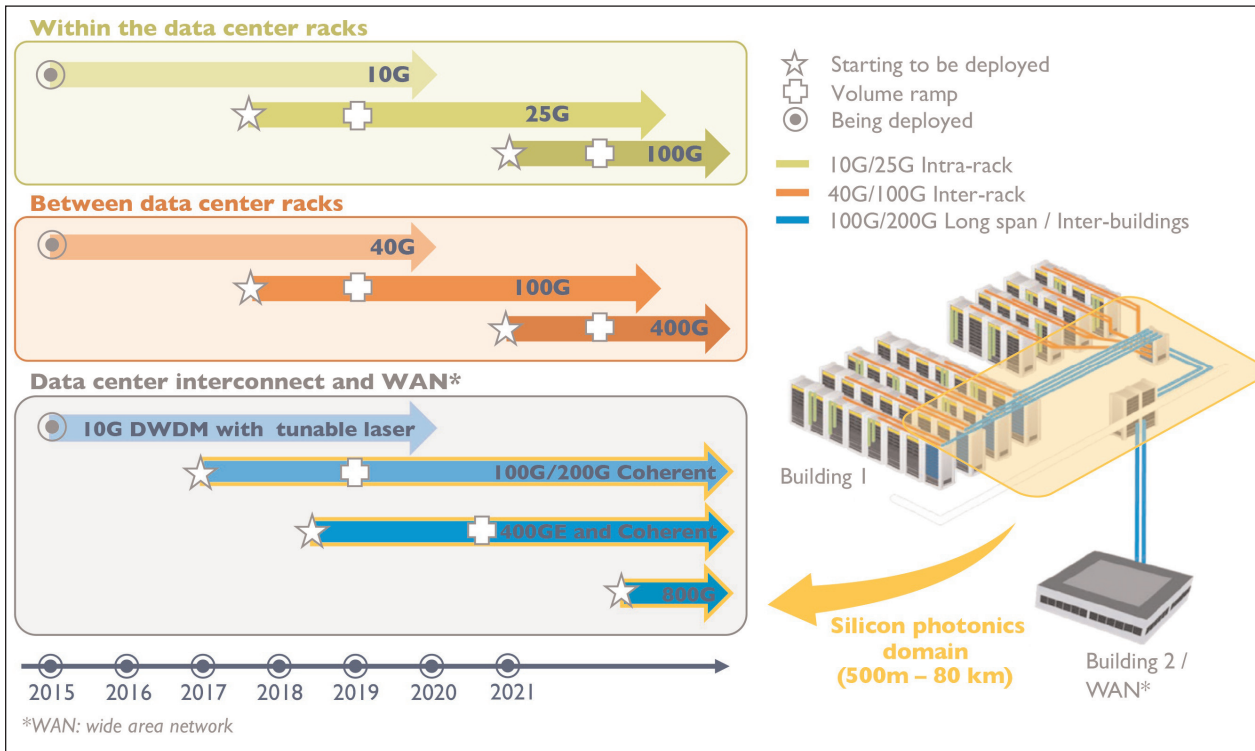 Within the data center racks
10G
25G
100G
Between data center racks
40G
100G
400G
Data center interconnect and WAN*
10G DWDM with tunable laser
100G/200G Coherent
400GE and Coherent
800G
2015 2016 2017 2018 2019 2020 2021
*WAN: wide area network
Starting to be deployed
Volume ramp
Being deployed
10G/25G Intra-rack
40G/100G Inter-rack
100G/200G Long span / Inter-buildings
Building 1
Silicon photonics
domain
(500m – 80 km)
Building 2 /
WAN*